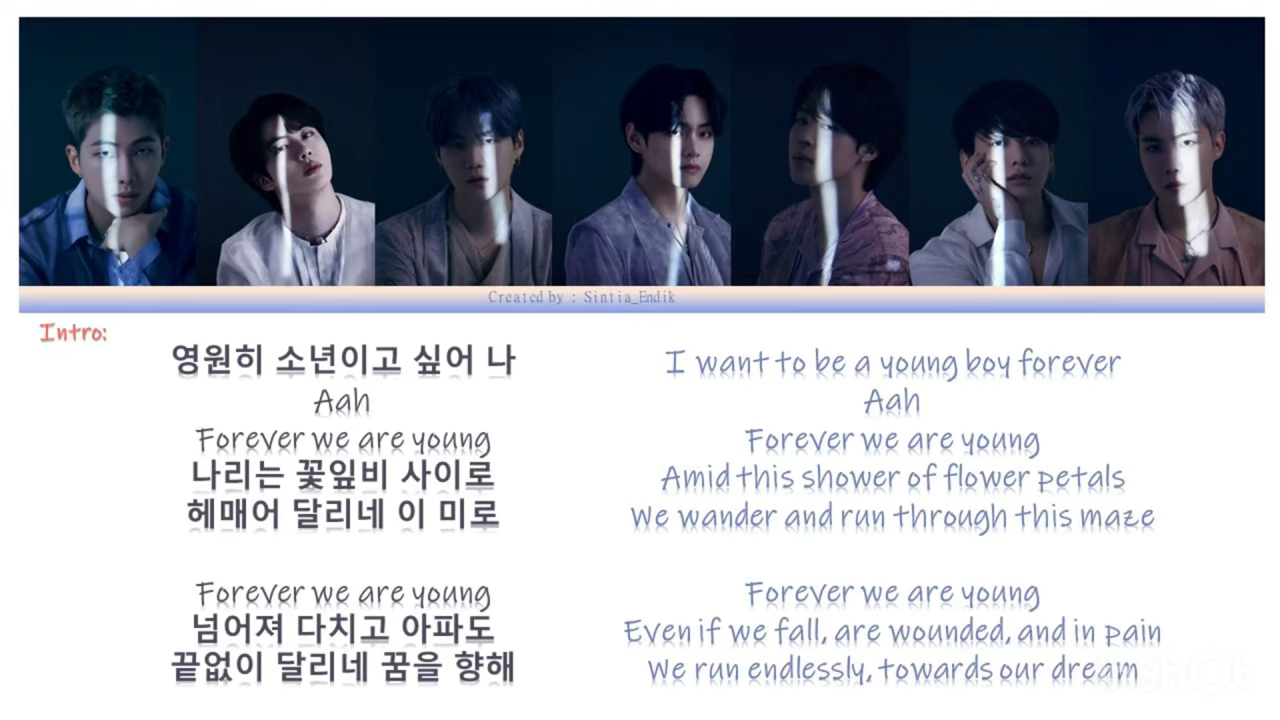 Created by : Sintia_Endik
Intro:
영원히 소년이고 싶어 나
Aah
Forever we are young
나리는 꽃잎비 사이로
헤매어 달리네 이 미로
Forever we are young
넘어져 다치고 아파도
끝없이 달리네 꿈을 향해
I want to be a young boy forever
Aah
Forever we are young
Amid this shower of flower petals
We wander and run through this maze
Forever we are young
Even if we fall, are wounded, and in pain
We run endlessly, towards our dream